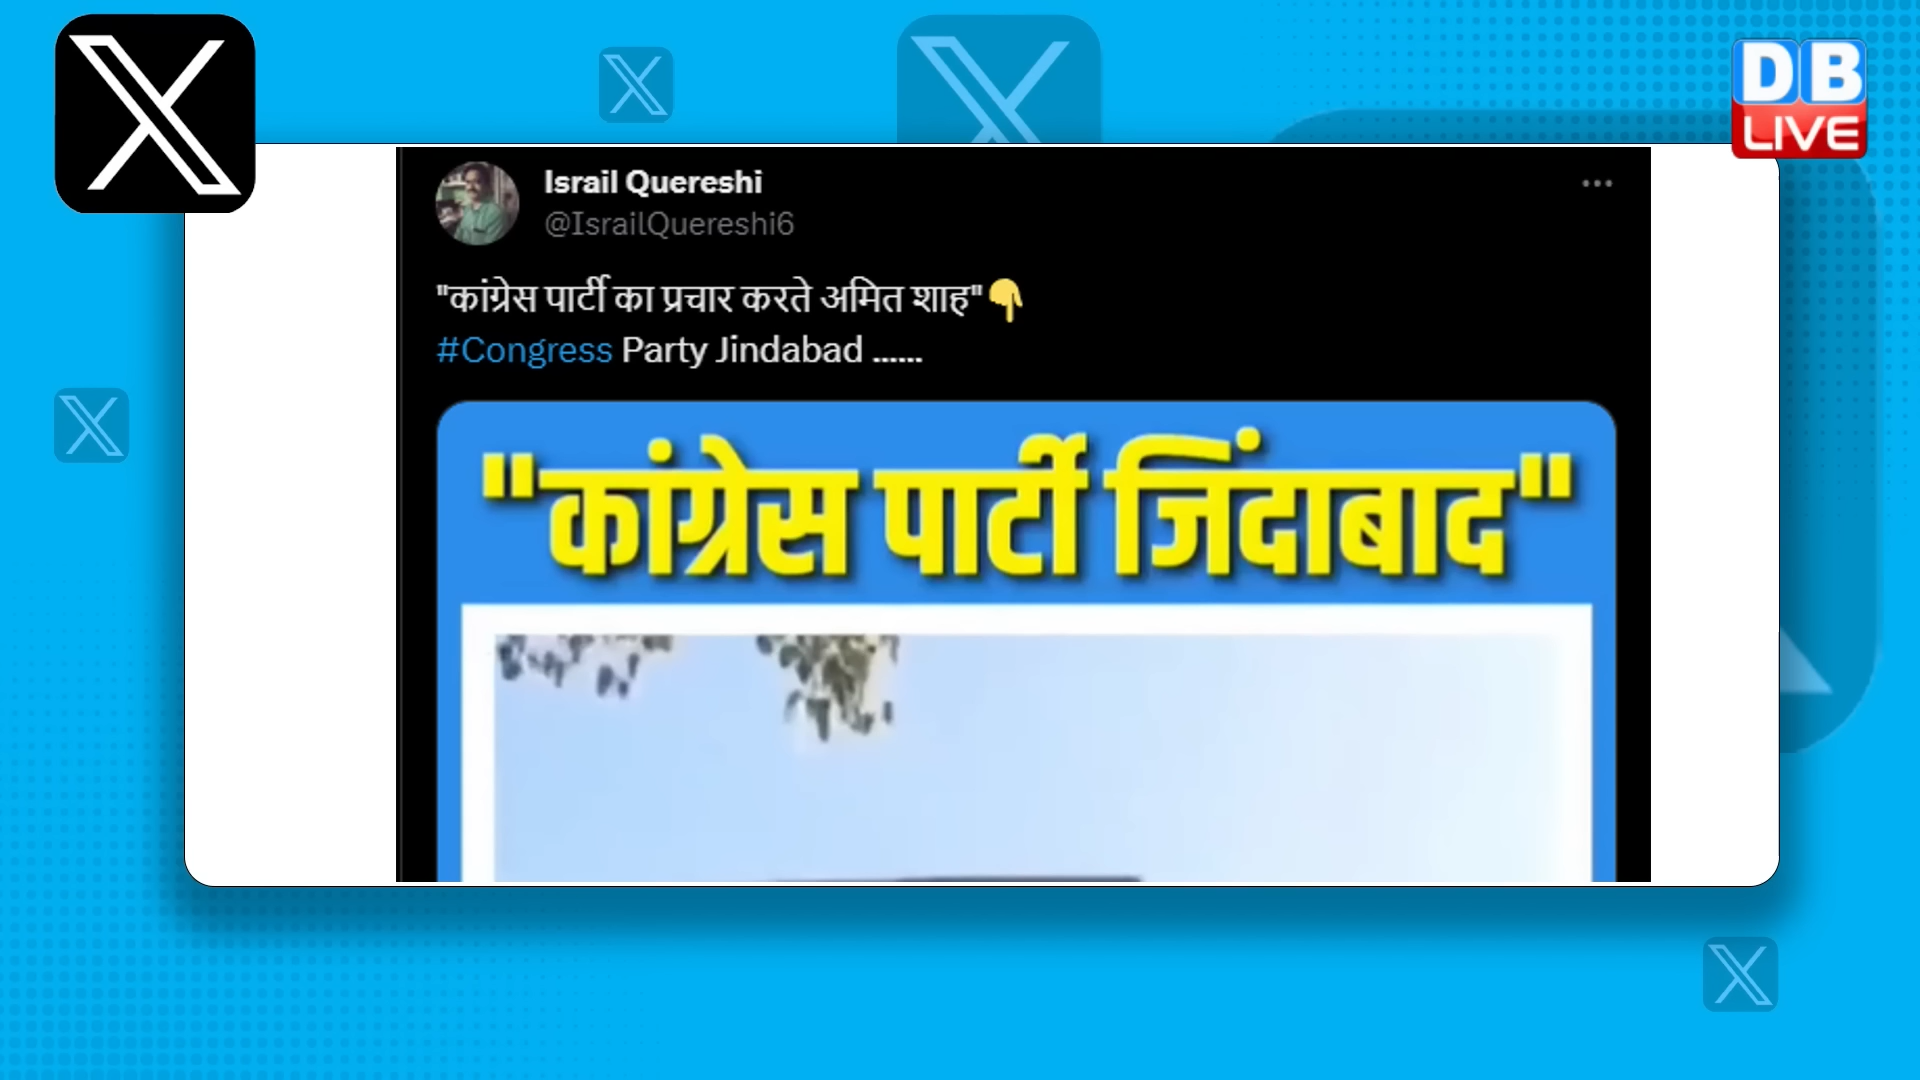 DB
LIVE
Israil Quereshi
@IsrailQuereshi6
"कांग्रेस पार्टी का प्रचार करते अमित शाह"👇
#Congress Party Jindabad ......
"कांग्रेस पार्टी जिंदाबाद"